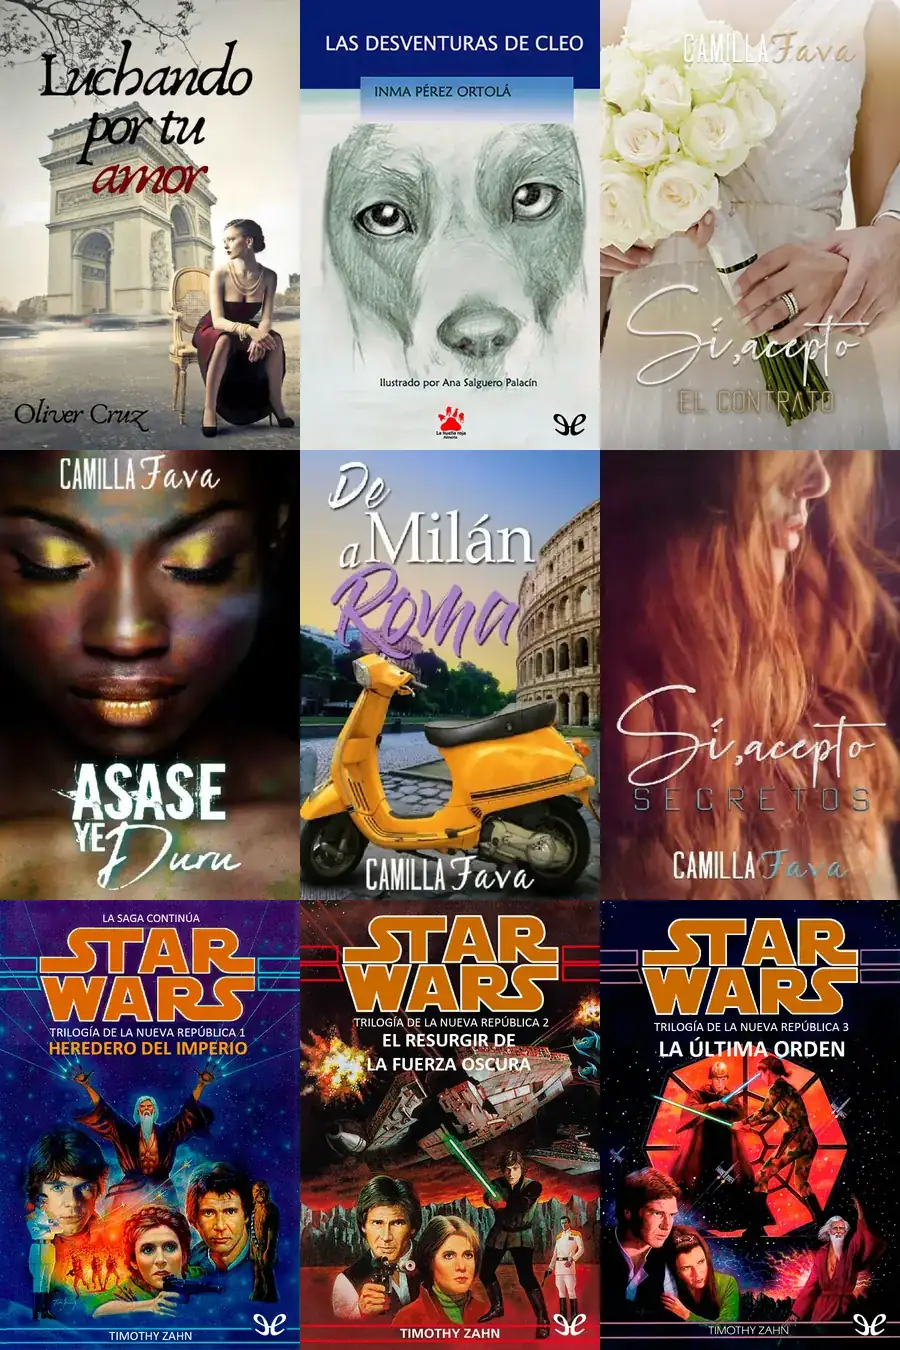 Luchando
por tu
amor
Oliver Cruz
LAS DESVENTURAS DE CLEO
INMA PÉREZ ORTOLÁ
Ilustrado por Ana Salguero Palacín
La huella roja
CAMILLA Fava
Sí, acepto
EL CONTRATO
CAMILLA Fava
ASASE
YE
Duru
De
a Milán
Roma
CAMILLA Fava
Sí, acepto
SECRETOS
CAMILLA Fava
LA SAGA CONTINÚA
STAR
WARS
TRILOGÍA DE LA NUEVA REPÚBLICA 1
HEREDERO DEL IMPERIO
TIMOTHY ZAHN
STAR
WARS
TRILOGÍA DE LA NUEVA REPÚBLICA 2
EL RESURGIR DE
LA FUERZA OSCURA
TIMOTHY ZAHN
STAR
WARS
TRILOGÍA DE LA NUEVA REPÚBLICA 3
LA ÚLTIMA ORDEN
TIMOTHY ZAHN